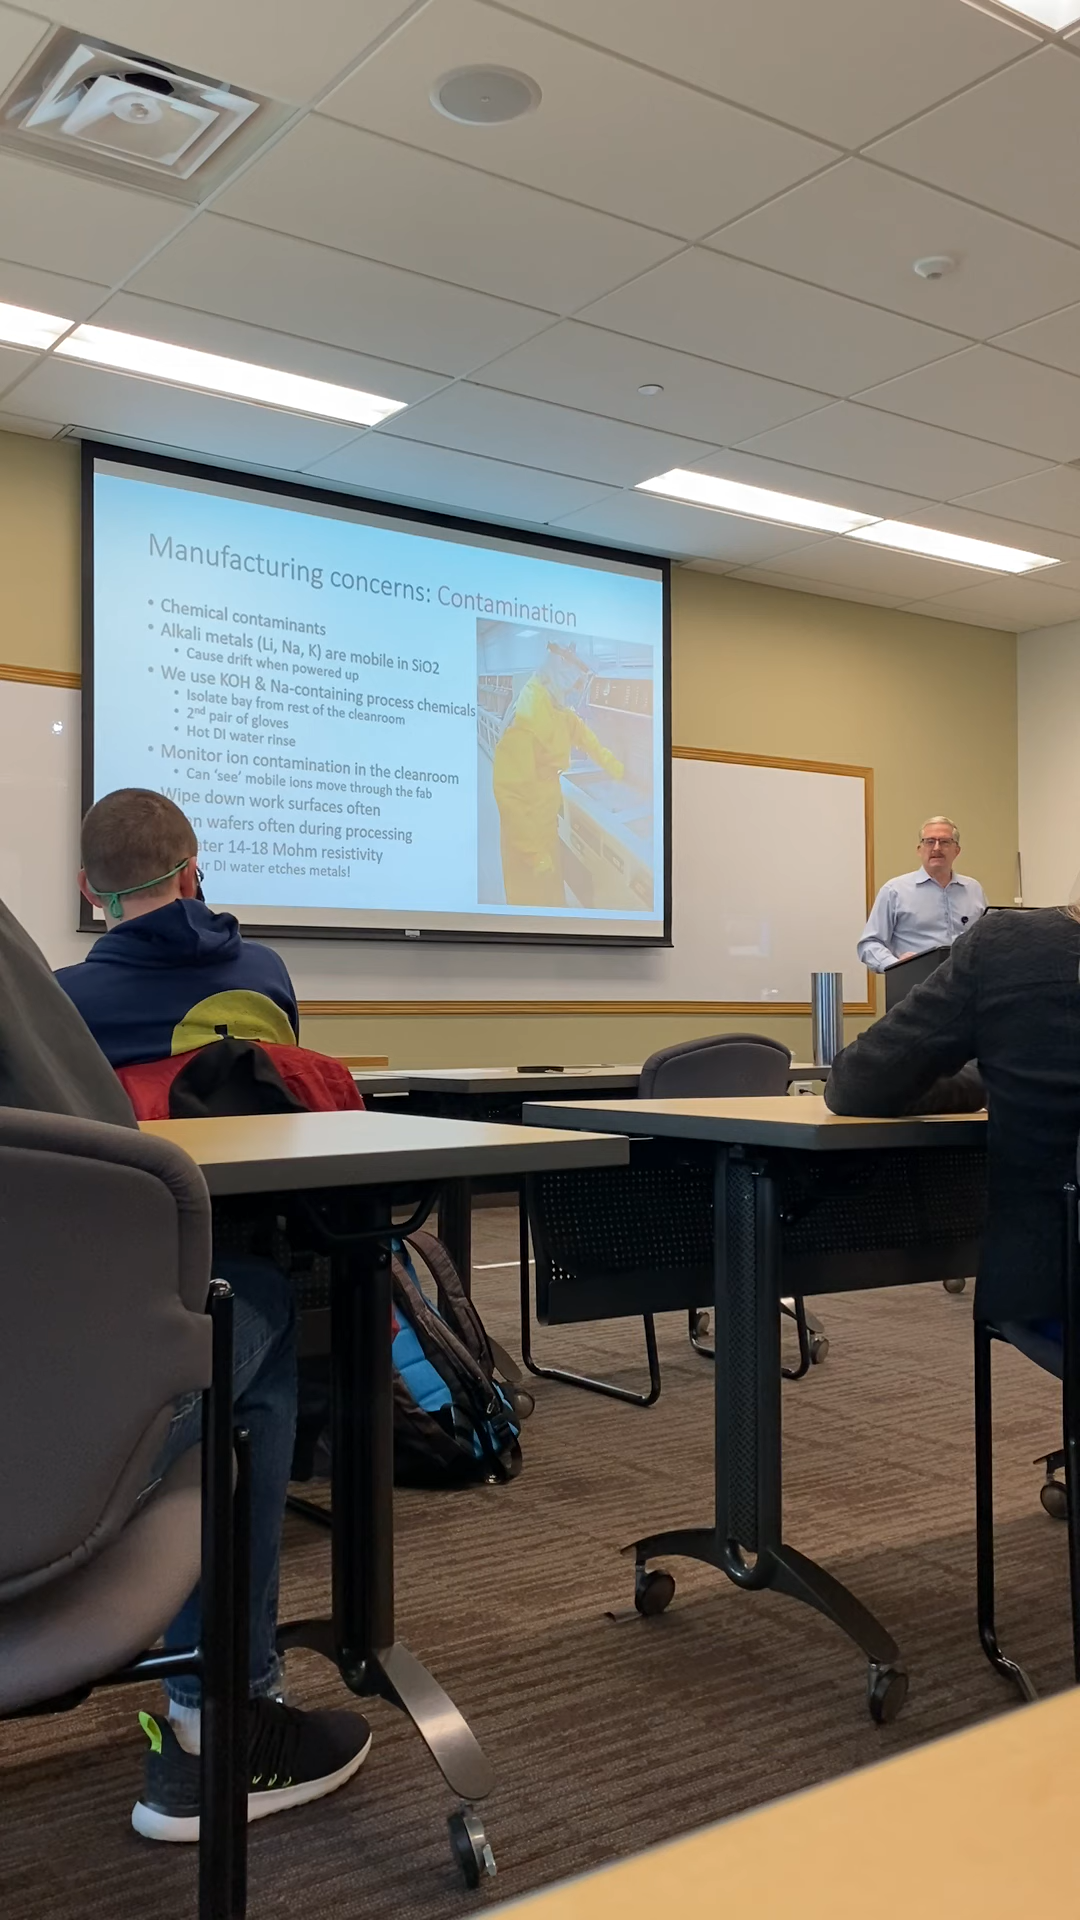 Manufacturing concerns: Contamination
• Chemical contaminants
• Alkali metals (Li, Na, K) are mobile in SiO2
• Cause drift when powered up
• We use KOH & Na-containing process chemicals
• Isolate bay from rest of the cleanroom
• 2nd pair of gloves
• Hot DI water rinse
• Monitor ion contamination in the cleanroom
• Can 'see' mobile ions move through the fab
Wipe down work surfaces often
wafers often during processing
14-18 Mohm resistivity
DI water etches metals!